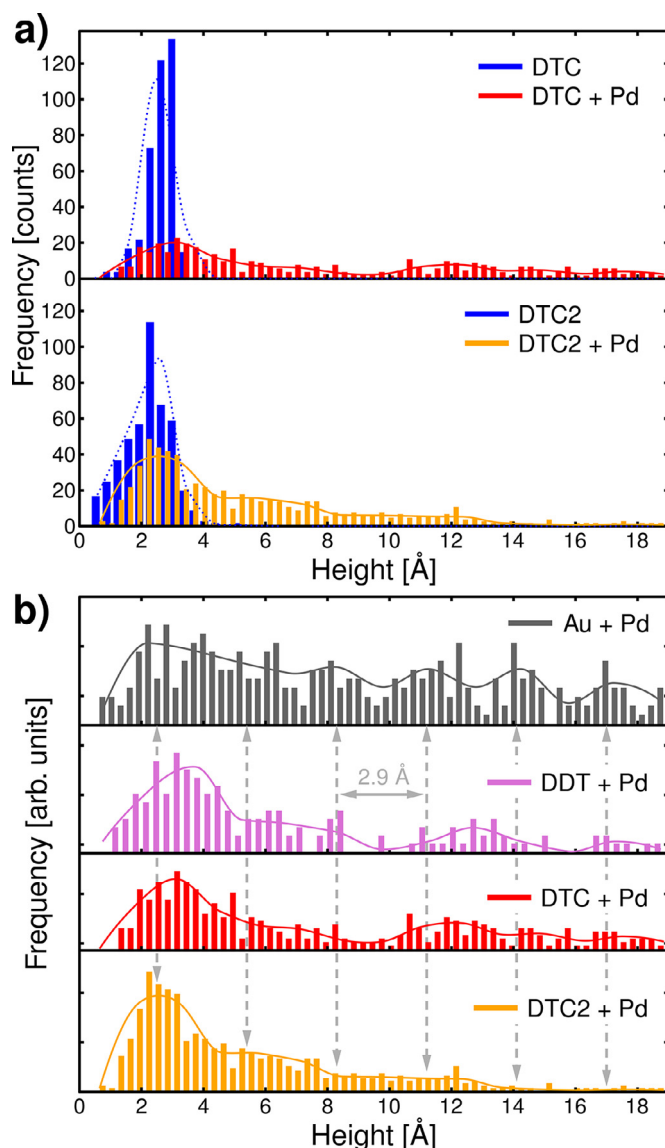 a)
120
100
80
60
40
20
0
DTC
DTC + Pd
120
100
80
60
40
20
0
DTC2
DTC2 + Pd
Frequency [counts]
0 2 4 6 8 10 12 14 16 18
Height [Å]
b)
Au + Pd
2.9 Å
DDT + Pd
DTC + Pd
DTC2 + Pd
Frequency [arb. units]
0 2 4 6 8 10 12 14 16 18
Height [Å]